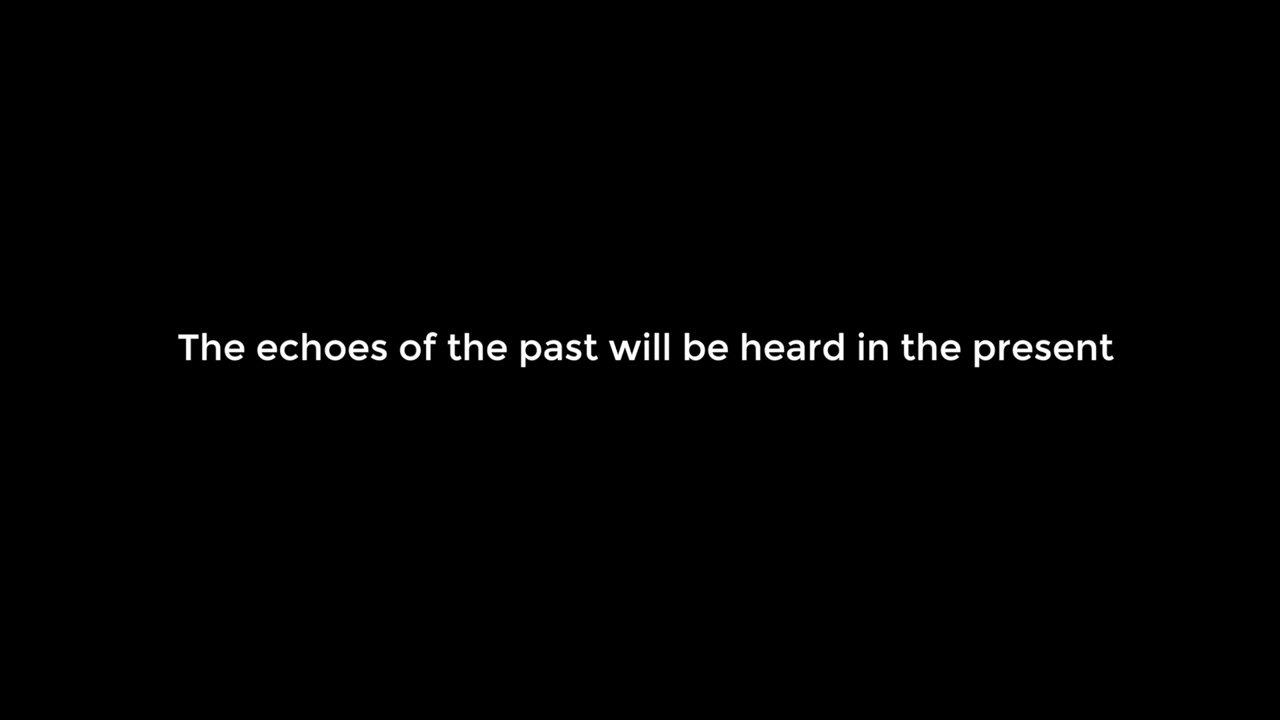 The echoes of the past will be heard in the present